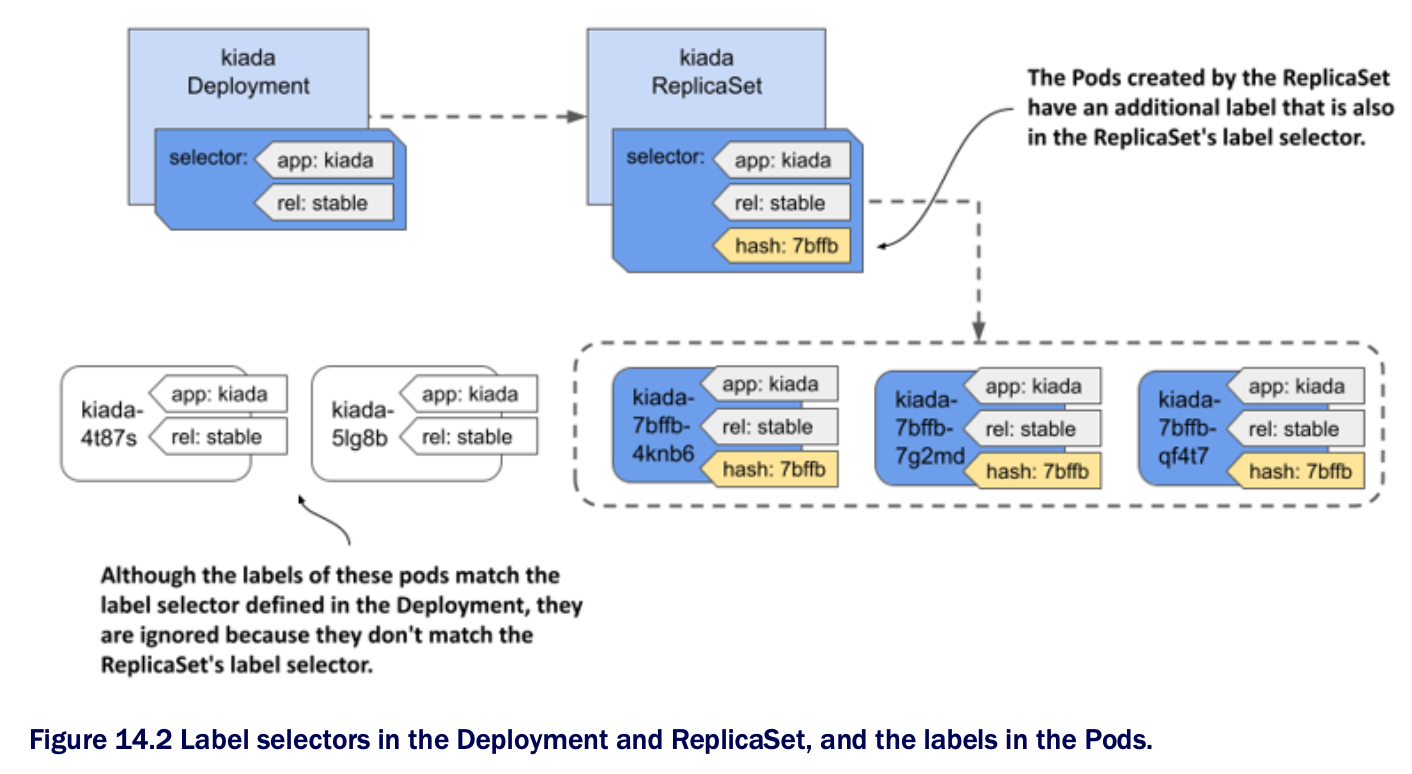 kiada
Deployment
selector:
app: kiada
rel: stable
kiada
ReplicaSet
selector:
app: kiada
rel: stable
hash: 7bffb
The Pods created by the ReplicaSet
have an additional label that is also
in the ReplicaSet's label selector.
kiada-
4t87s
app: kiada
rel: stable
kiada-
5lg8b
app: kiada
rel: stable
kiada-
7bffb-
4knb6
app: kiada
rel: stable
hash: 7bffb
kiada-
7bffb-
7g2md
app: kiada
rel: stable
hash: 7bffb
kiada-
7bffb-
qf4t7
app: kiada
rel: stable
hash: 7bffb
Although the labels of these pods match the
label selector defined in the Deployment, they
are ignored because they don't match the
ReplicaSet's label selector.
Figure 14.2 Label selectors in the Deployment and ReplicaSet, and the labels in the Pods.